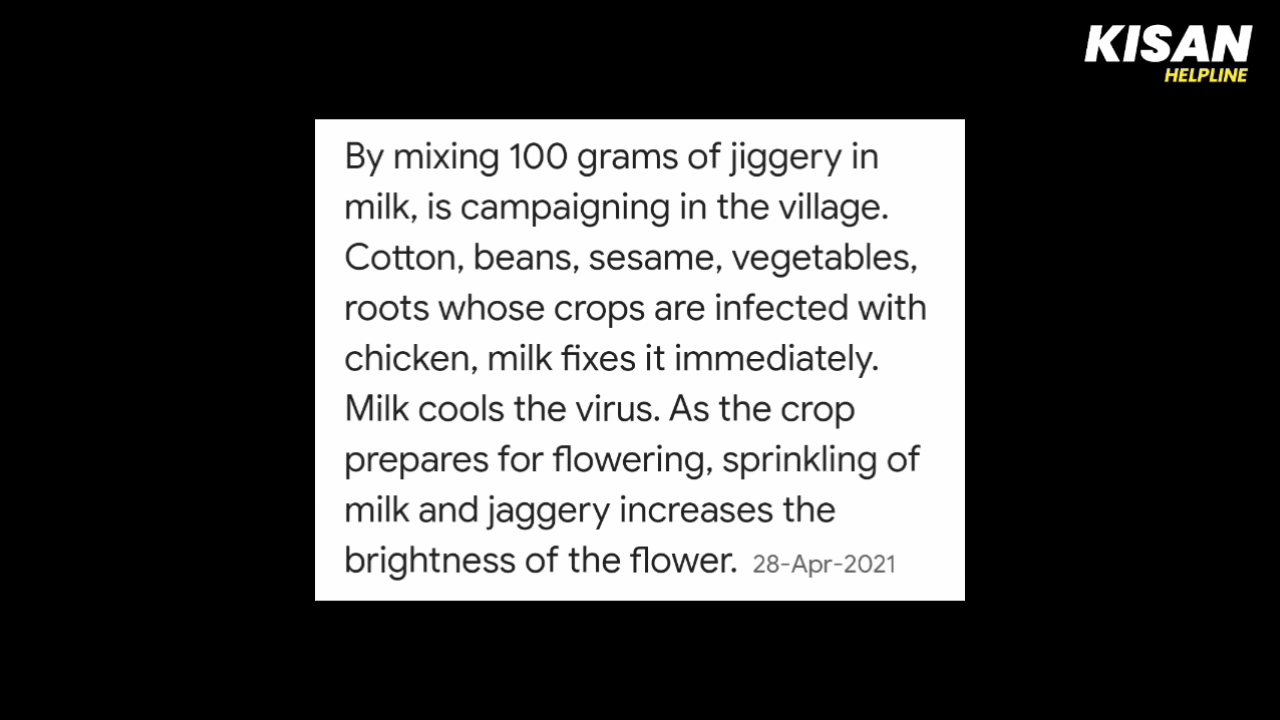 KISAN
HELPLINE
By mixing 100 grams of jiggery in
milk, is campaigning in the village.
Cotton, beans, sesame, vegetables,
roots whose crops are infected with
chicken, milk fixes it immediately.
Milk cools the virus. As the crop
prepares for flowering, sprinkling of
milk and jaggery increases the
brightness of the flower. 28-Apr-2021